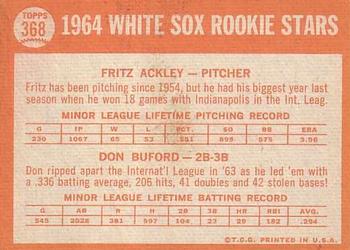 TOPPS
368
1964 WHITE SOX ROOKIE STARS
FRITZ ACKLEY — PITCHER
Fritz has been pitching since 1954, but he had his biggest year last
season when he won 18 games with Indianapolis in the Int. Leag.
MINOR LEAGUE LIFETIME PITCHING RECORD
G IP W L PCT. SO BB ERA
230 1067 65 53 .551 895 575 3.56
DON BUFORD — 2B-3B
Don ripped apart the Internat'l League in '63 as he led 'em with
a .336 batting average, 206 hits, 41 doubles and 42 stolen bases!
MINOR LEAGUE LIFETIME BATTING RECORD
G AB R H 2B 3B HR RBI AVG.
545 2028 381 597 104 23 29 182 .294
©T.C.G. PRINTED IN U.S.A.